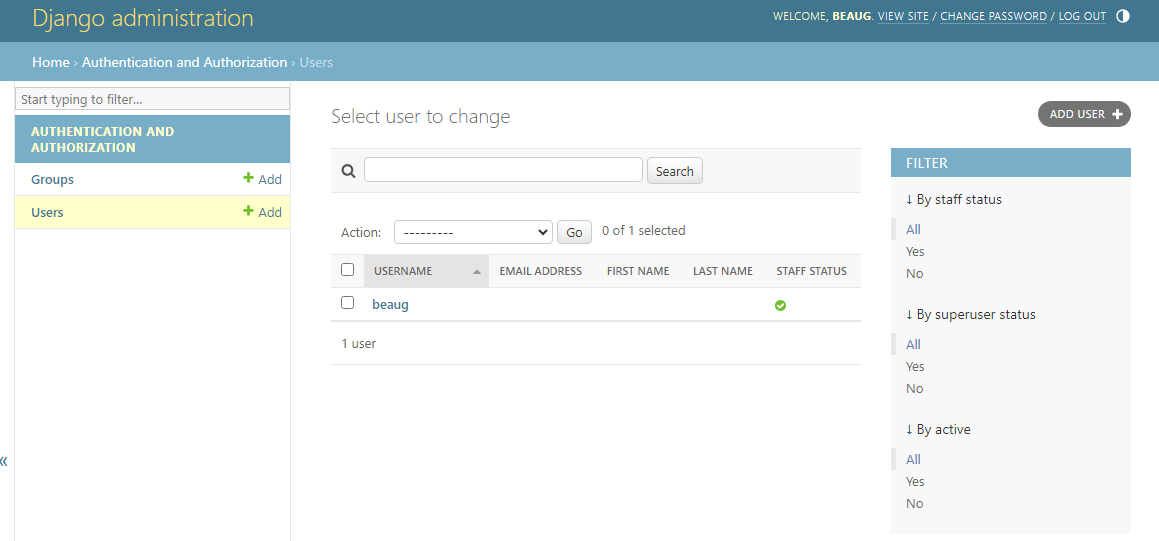 Django administration
WELCOME, BEAUG. VIEW SITE / CHANGE PASSWORD / LOG OUT
Home › Authentication and Authorization › Users
«
Start typing to filter...
AUTHENTICATION AND
AUTHORIZATION
Groups + Add
Users + Add
Select user to change
ADD USER +
Search
Action: --------- Go 0 of 1 selected
USERNAME EMAIL ADDRESS FIRST NAME LAST NAME STAFF STATUS
beaug
1 user
FILTER
↓ By staff status
All
Yes
No
↓ By superuser status
All
Yes
No
↓ By active
All
Yes
No